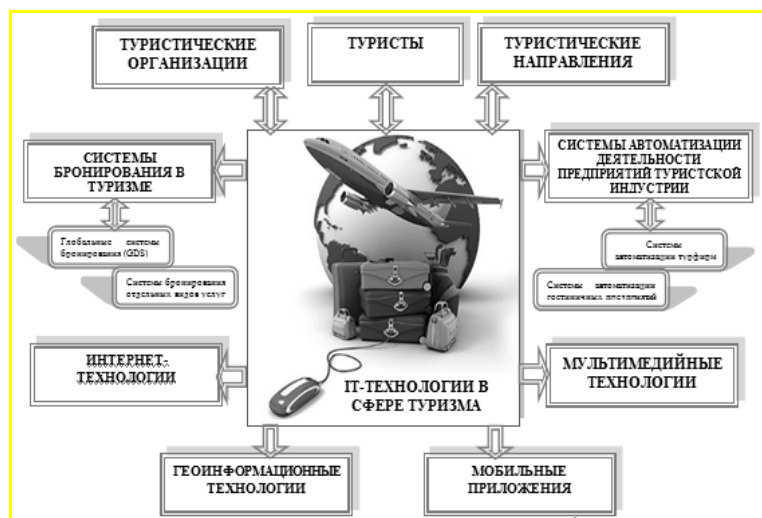 ТУРИСТИЧЕСКИЕ
ОРГАНИЗАЦИИ
ТУРИСТЫ
ТУРИСТИЧЕСКИЕ
НАПРАВЛЕНИЯ
СИСТЕМЫ
БРОНИРОВАНИЯ В
ТУРИЗМЕ
СИСТЕМЫ АВТОМАТИЗАЦИИ
ДЕЯТЕЛЬНОСТИ
ПРЕДПРИЯТИЙ ТУРИСТСКОЙ
ИНДУСТРИИ
Глобальные системы
бронирования (GDS)
Системы бронирования
отдельных видов услуг
Системы
автоматизации турфирм
Системы автоматизации
гостиничных предприятий
ИНТЕРНЕТ-
ТЕХНОЛОГИИ
МУЛЬТИМЕДИЙНЫЕ
ТЕХНОЛОГИИ
IT-ТЕХНОЛОГИИ В
СФЕРЕ ТУРИЗМА
ГЕОИНФОРМАЦИОННЫЕ
ТЕХНОЛОГИИ
МОБИЛЬНЫЕ
ПРИЛОЖЕНИЯ